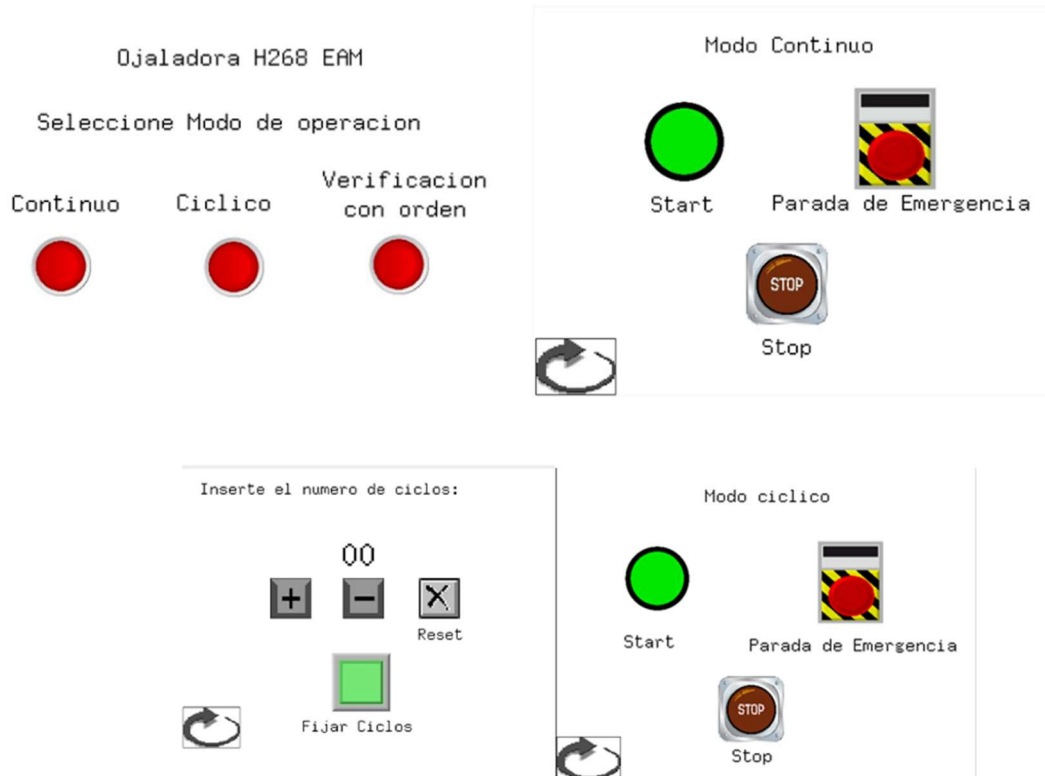 Ojaladora H268 EAM
Seleccione Modo de operacion
Continuo
Ciclico
Verificacion
con orden
Modo Continuo
Start
Parada de Emergencia
STOP
Stop
Inserte el numero de ciclos:
00
+
-
X
Reset
Fijar Ciclos
Modo ciclico
Start
Parada de Emergencia
STOP
Stop